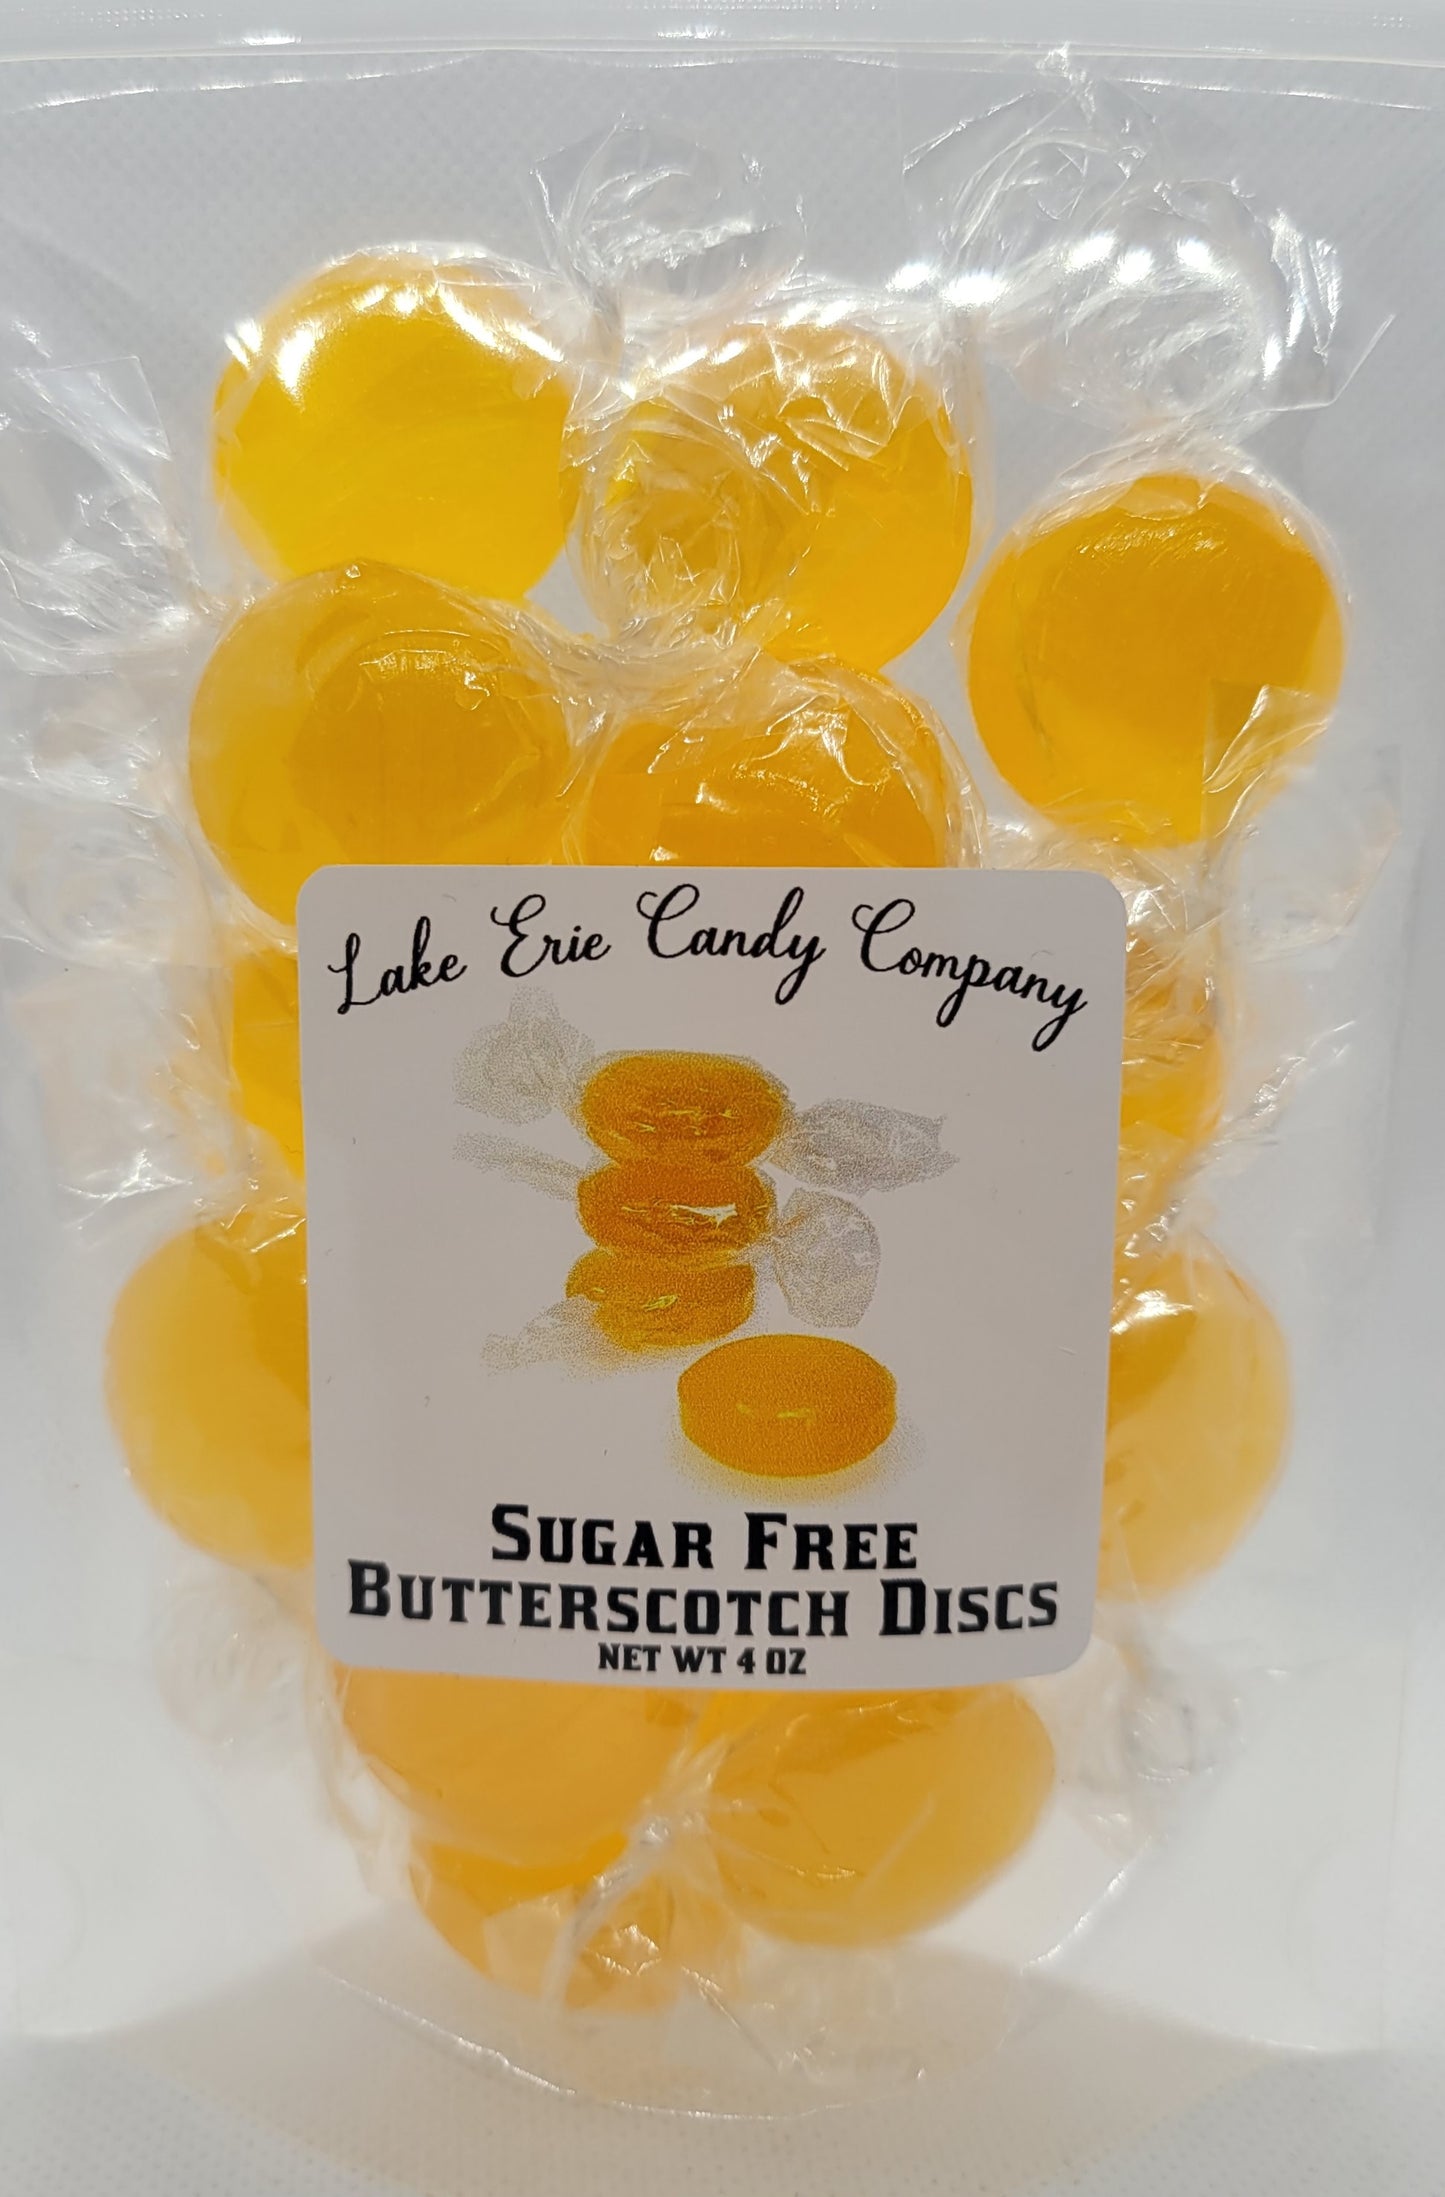 Lake Erie Candy Company
Sugar Free
Butterscotch Discs
NET WT 4 OZ